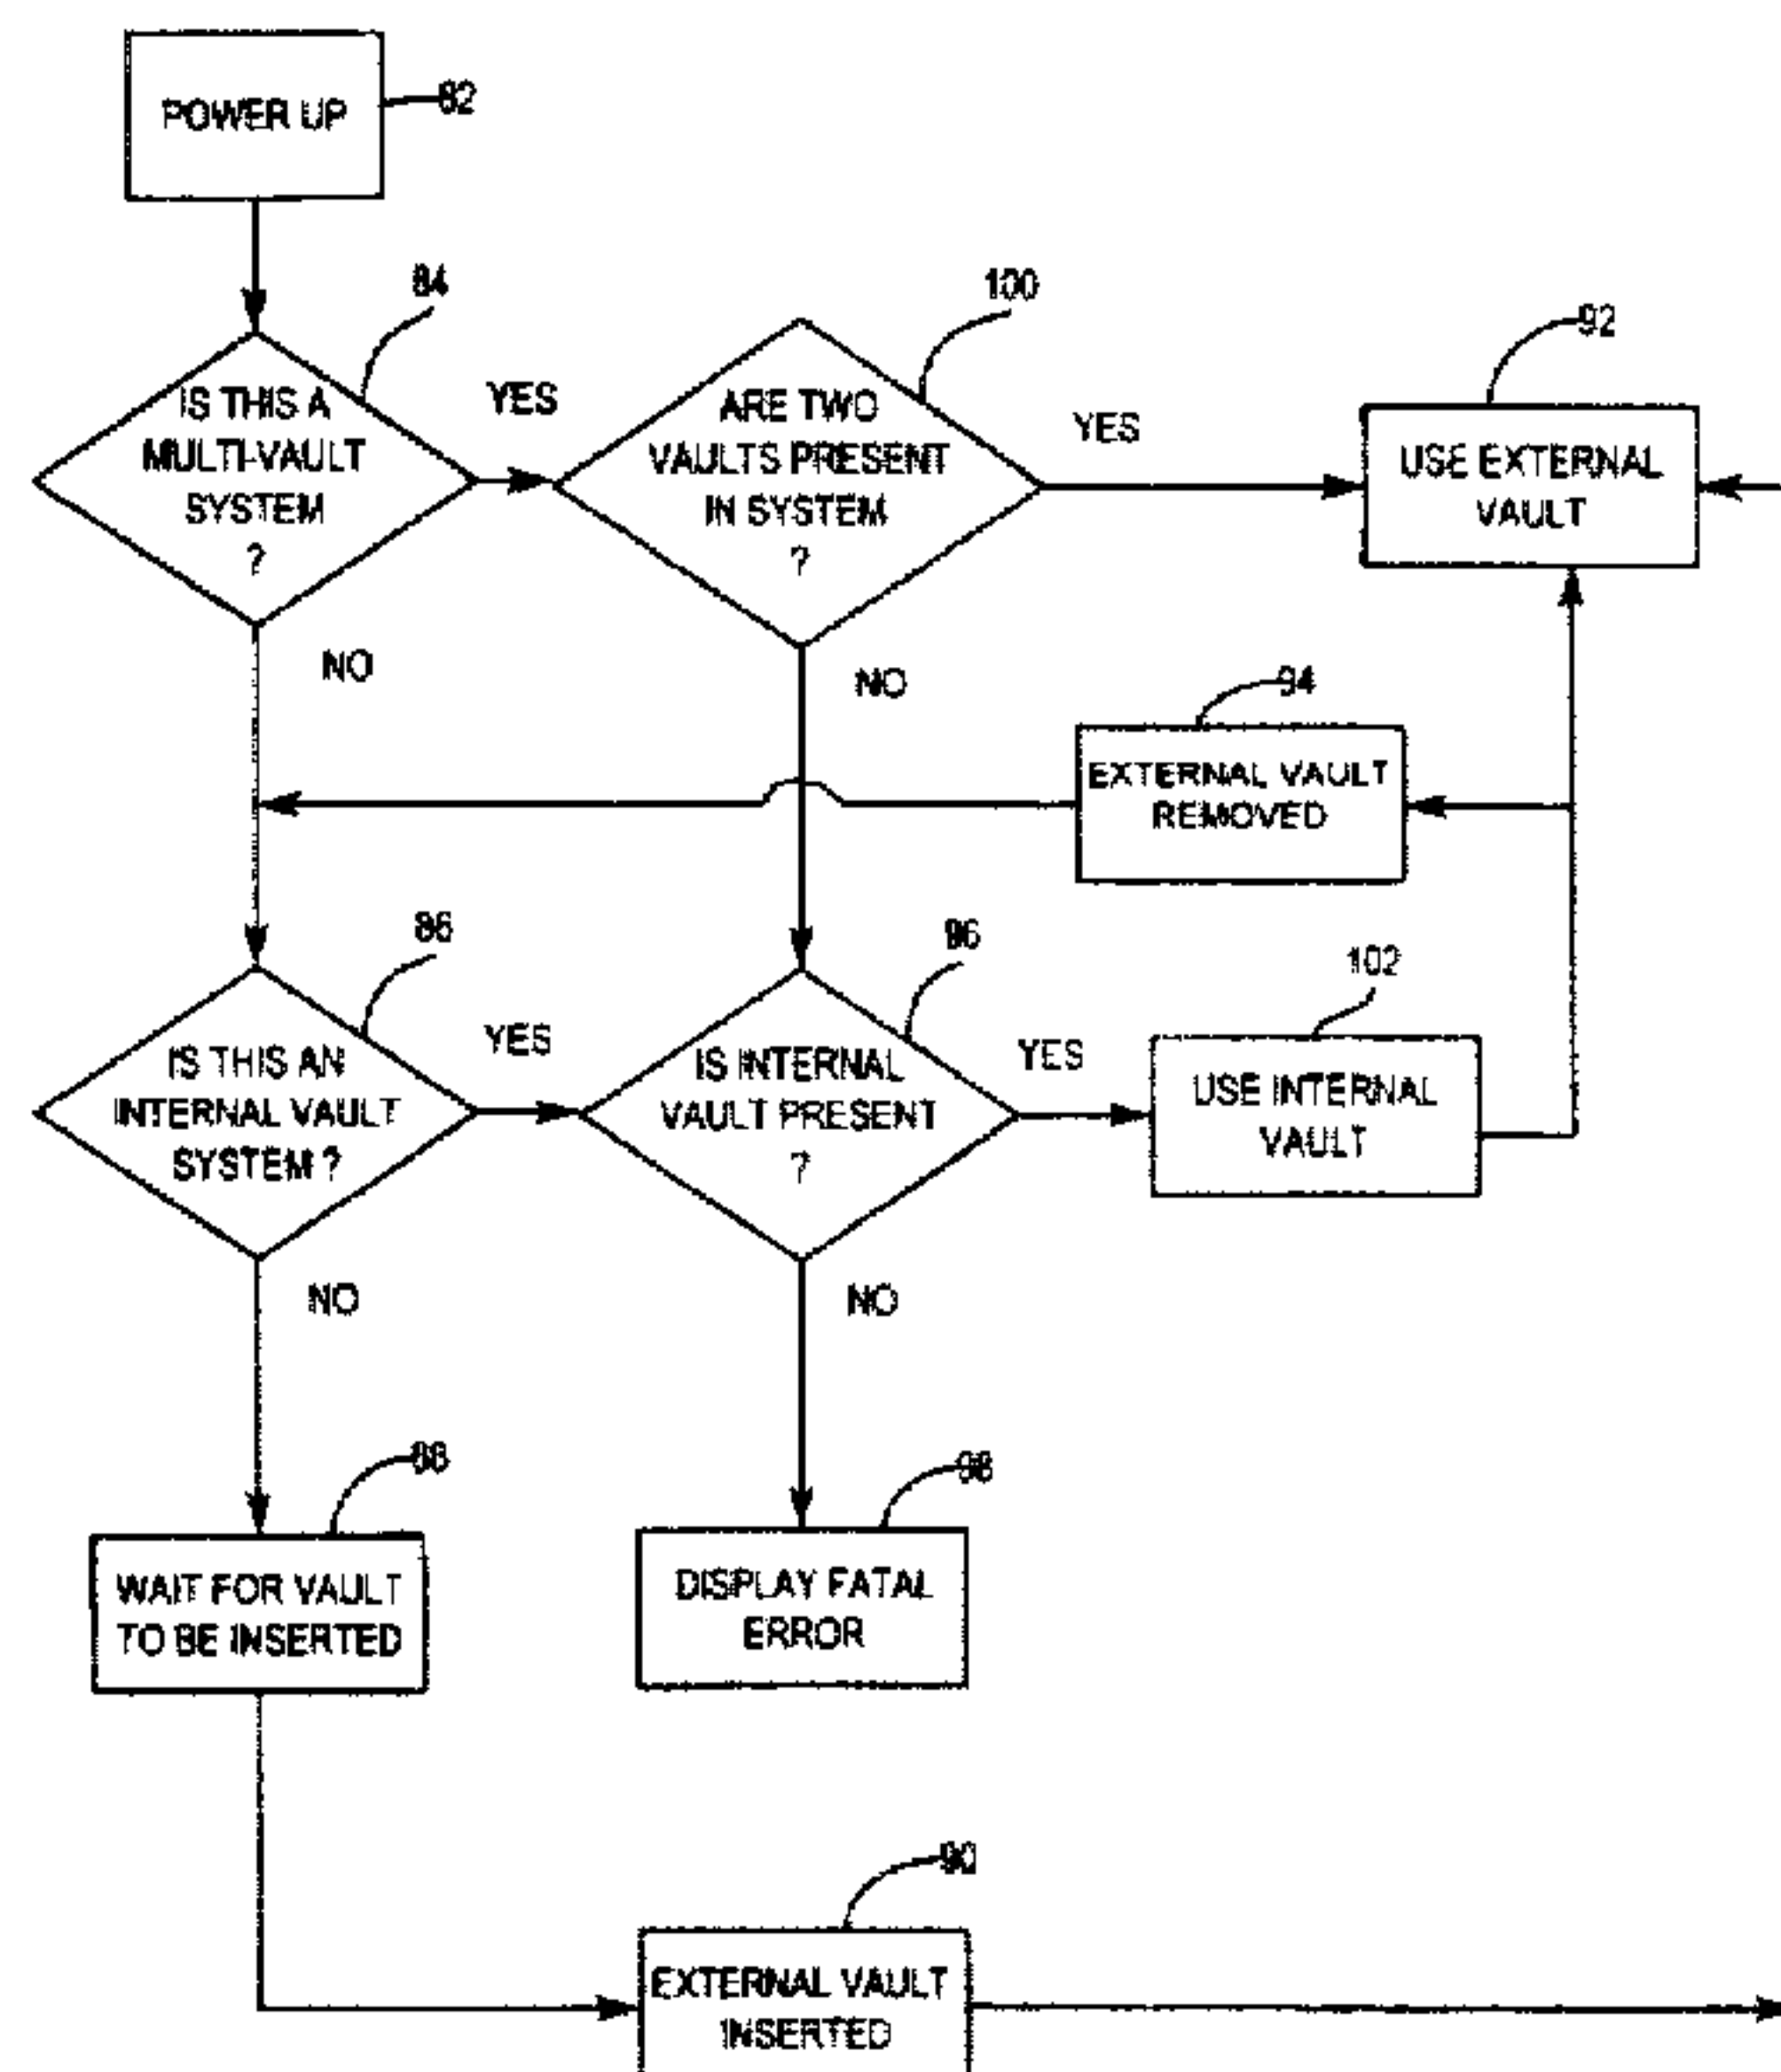 POWER UP
82
84
IS THIS A
MULTI-VAULT
SYSTEM
?
YES
NO
100
ARE TWO
VAULTS PRESENT
IN SYSTEM
?
YES
NO
92
USE EXTERNAL
VAULT
94
EXTERNAL VAULT
REMOVED
86
IS THIS AN
INTERNAL VAULT
SYSTEM ?
YES
NO
96
IS INTERNAL
VAULT PRESENT
?
YES
NO
102
USE INTERNAL
VAULT
88
WAIT FOR VAULT
TO BE INSERTED
98
DISPLAY FATAL
ERROR
90
EXTERNAL VAULT
INSERTED